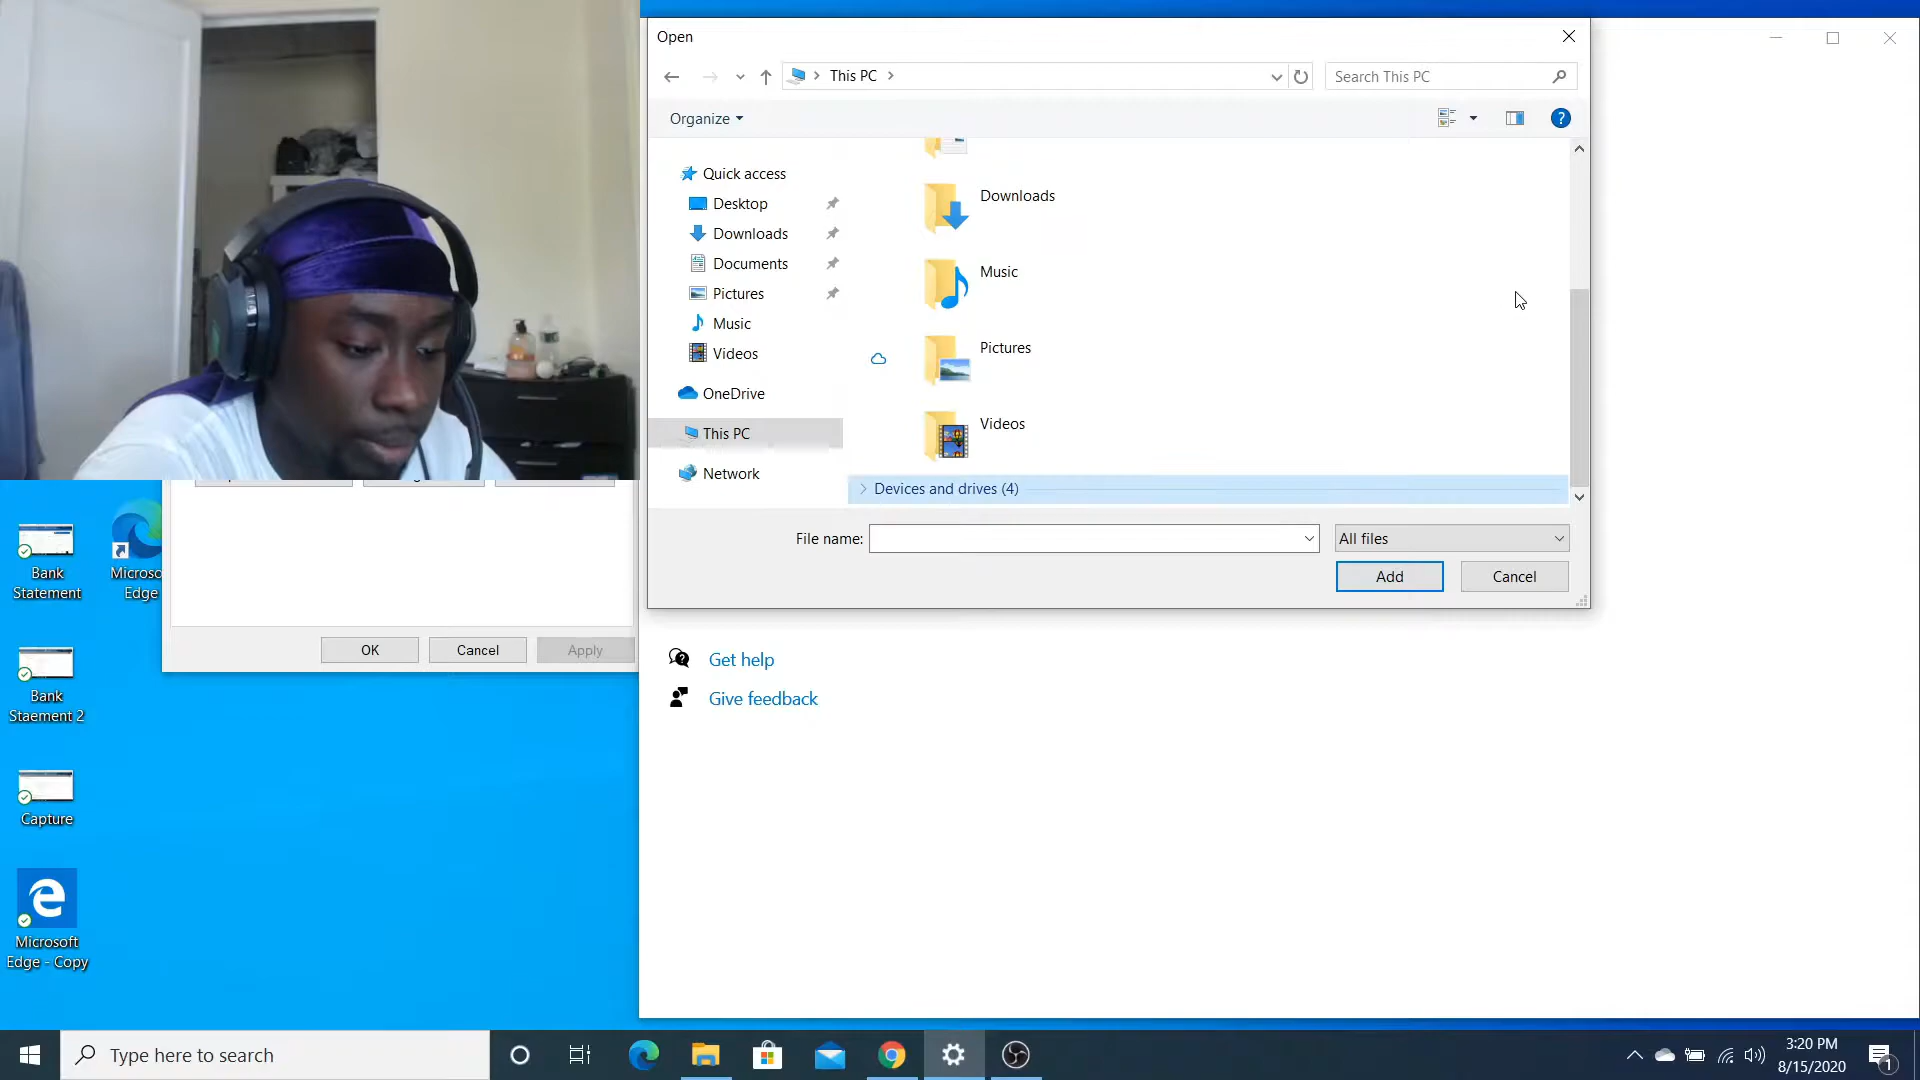 Open
This PC
Search This PC
Organize
Quick access
Desktop
Downloads
Documents
Pictures
Music
Videos
OneDrive
This PC
Network
Downloads
Music
Pictures
Videos
Devices and drives (4)
File name:
All files
Add
Cancel
OK
Cancel
Apply
Get help
Give feedback
Bank
Statement
Microso
Edge
Bank
Staement 2
Capture
Microsoft
Edge - Copy
Type here to search
3:20 PM
8/15/2020
1